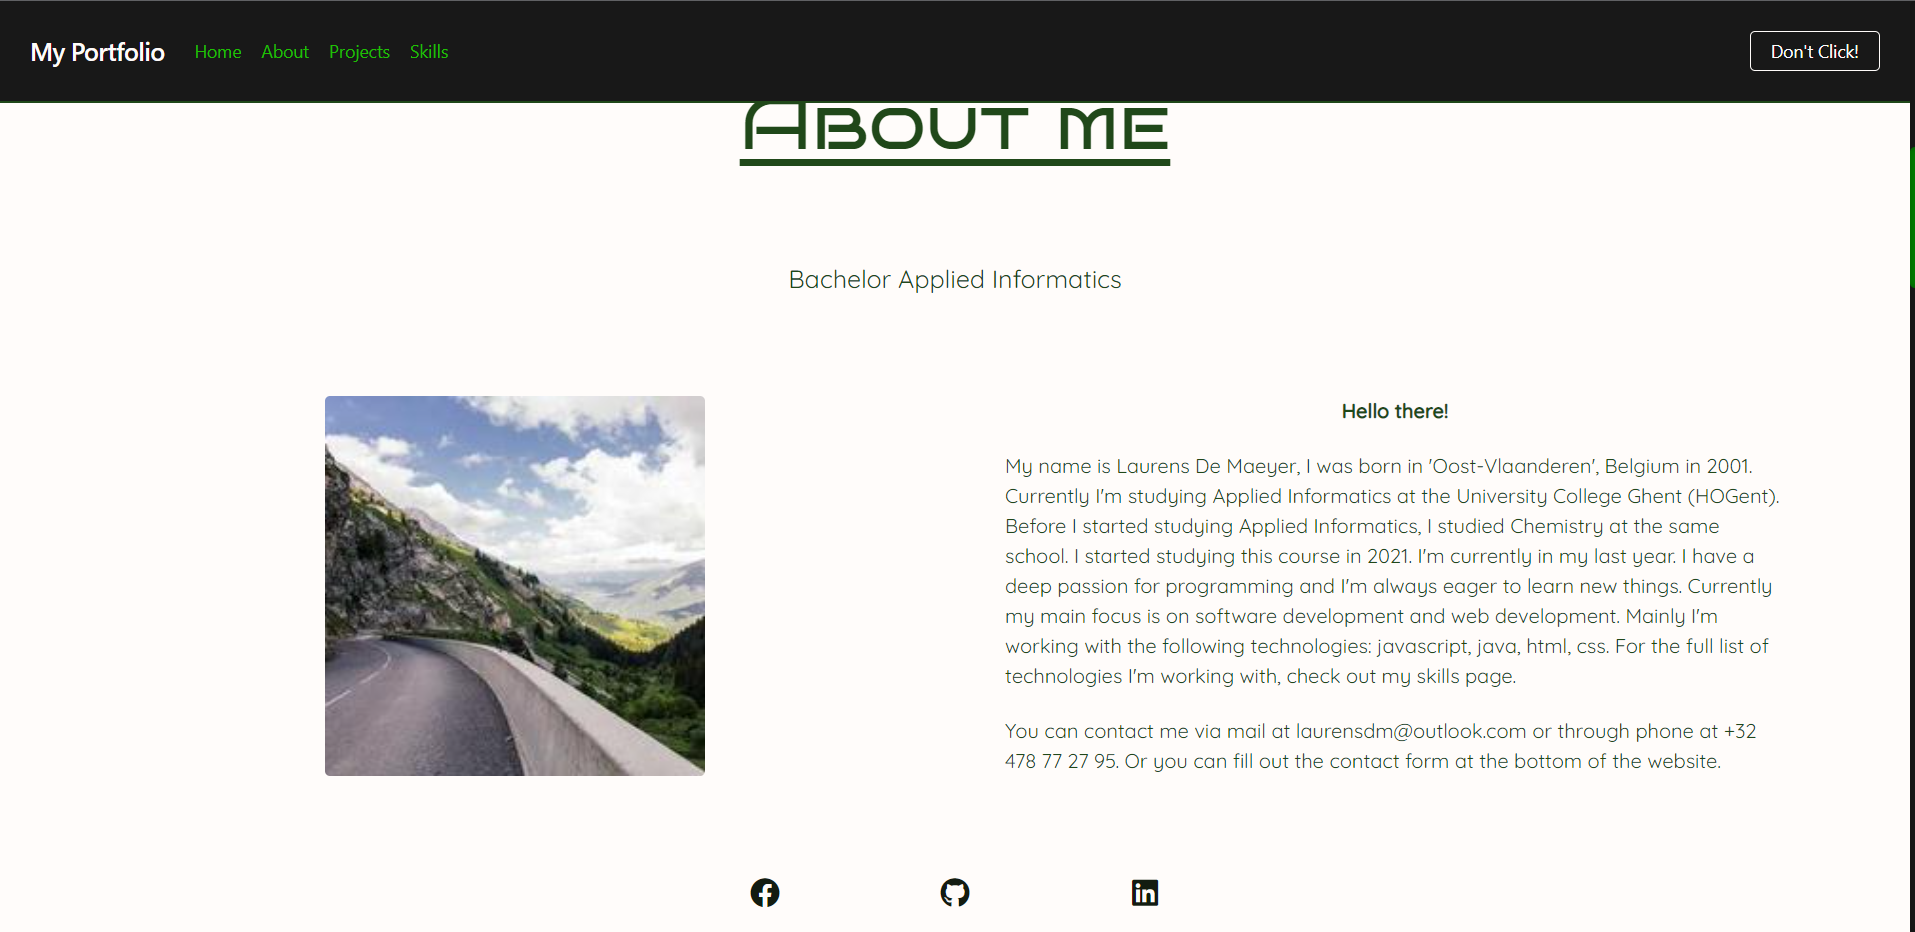 My Portfolio Home About Projects Skills Don't Click!
About me
Bachelor Applied Informatics
Hello there!
My name is Laurens De Maeyer, I was born in 'Oost-Vlaanderen', Belgium in 2001.
Currently I'm studying Applied Informatics at the University College Ghent (HOGent).
Before I started studying Applied Informatics, I studied Chemistry at the same
school. I started studying this course in 2021. I'm currently in my last year. I have a
deep passion for programming and I'm always eager to learn new things. Currently
my main focus is on software development and web development. Mainly I'm
working with the following technologies: javascript, java, html, css. For the full list of
technologies I'm working with, check out my skills page.
You can contact me via mail at laurensdm@outlook.com or through phone at +32
478 77 27 95. Or you can fill out the contact form at the bottom of the website.